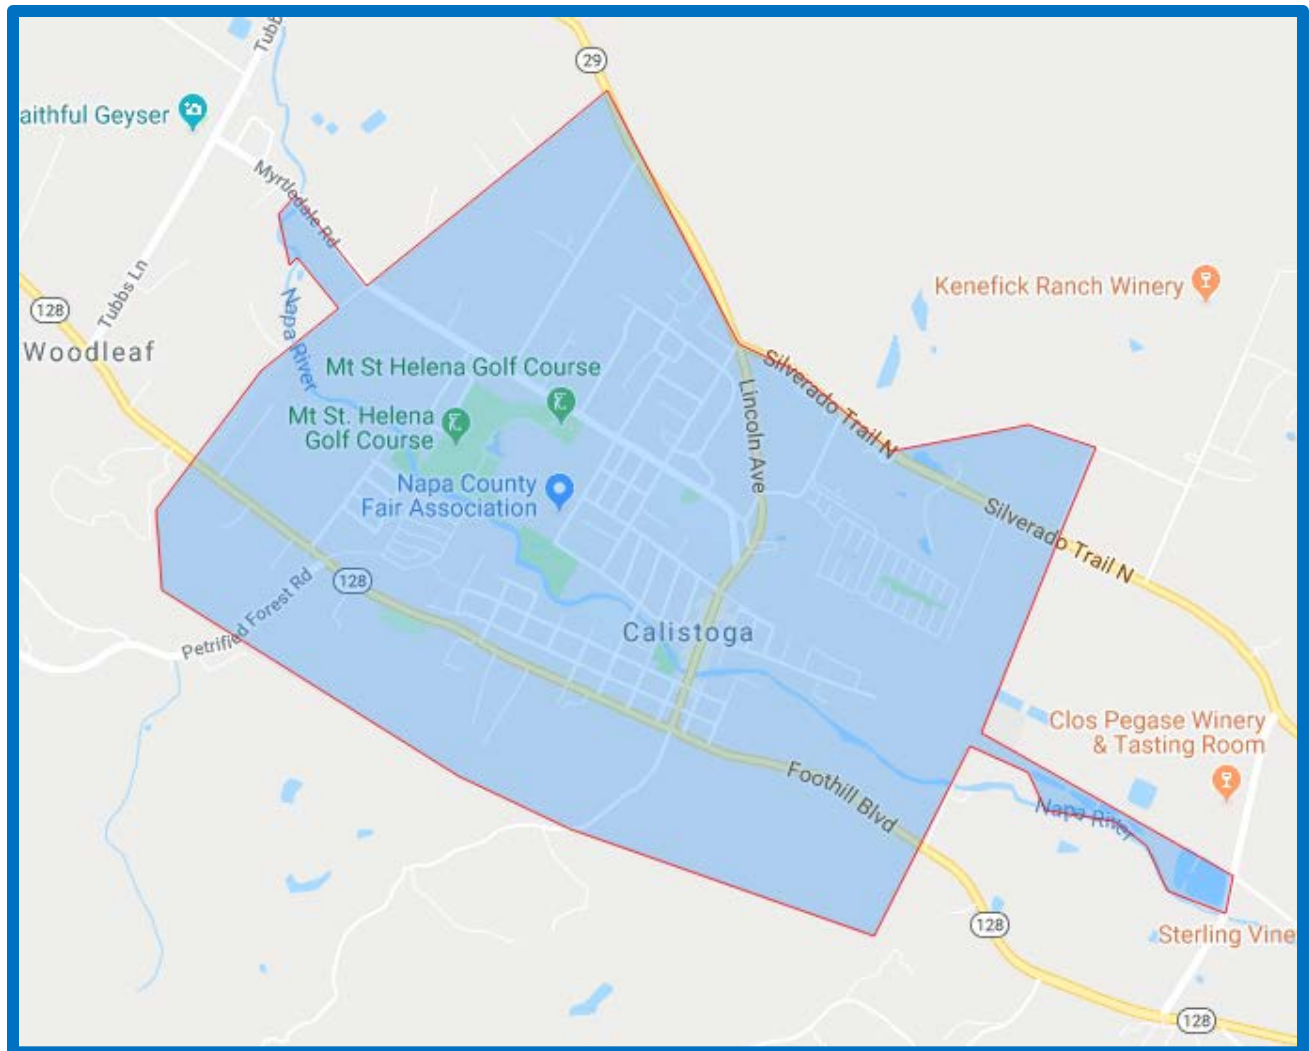 Tubb
29
aithful Geyser
Myrtledale Rd
Tubbs Ln
128
Woodleaf
Napa River
Kenefick Ranch Winery
Silverado Trail N
Mt St Helena Golf Course
Lincoln Ave
Mt St. Helena
Golf Course
Napa County
Fair Association
Silverado Trail N
128
Petrified Forest Rd
Calistoga
Clos Pegase Winery
& Tasting Room
Foothill Blvd
Napa River
128
Sterling Vine
128